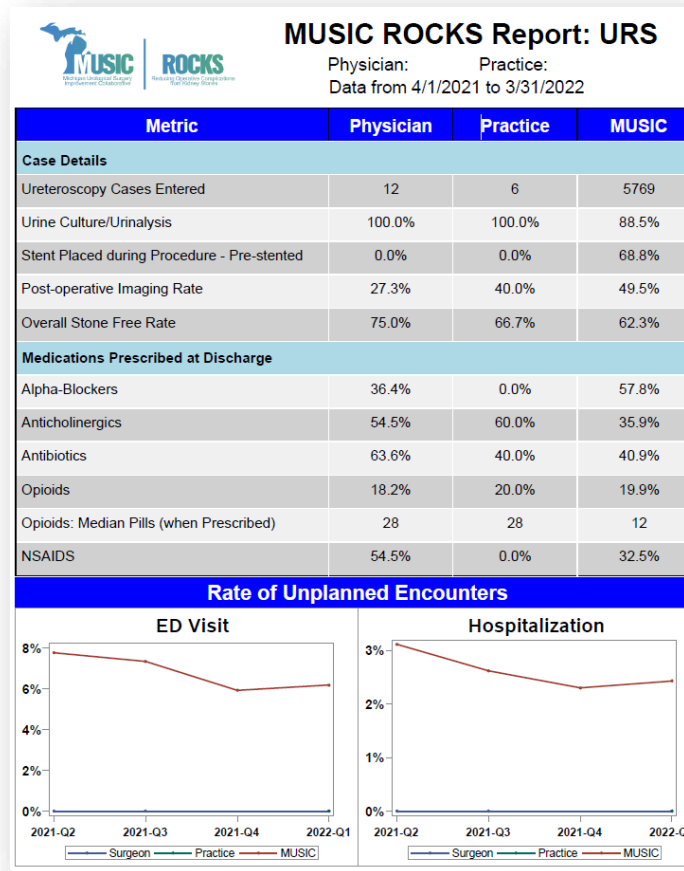 MUSIC ROCKS Report: URS
MUSIC
Michigan Urological Surgery
Improvement Collaborative
ROCKS
Reducing Operative Complications
from Kidney Stones
Physician: Practice:
Data from 4/1/2021 to 3/31/2022
Metric Physician Practice MUSIC
Case Details
Ureteroscopy Cases Entered 12 6 5769
Urine Culture/Urinalysis 100.0% 100.0% 88.5%
Stent Placed during Procedure - Pre-stented 0.0% 0.0% 68.8%
Post-operative Imaging Rate 27.3% 40.0% 49.5%
Overall Stone Free Rate 75.0% 66.7% 62.3%
Medications Prescribed at Discharge
Alpha-Blockers 36.4% 0.0% 57.8%
Anticholinergics 54.5% 60.0% 35.9%
Antibiotics 63.6% 40.0% 40.9%
Opioids 18.2% 20.0% 19.9%
Opioids: Median Pills (when Prescribed) 28 28 12
NSAIDS 54.5% 0.0% 32.5%
Rate of Unplanned Encounters
ED Visit
8%
6%
4%
2%
0%
2021-Q2 2021-Q3 2021-Q4 2022-Q1
Surgeon Practice MUSIC
Hospitalization
3%
2%
1%
0%
2021-Q2 2021-Q3 2021-Q4 2022-Q
Surgeon Practice MUSIC